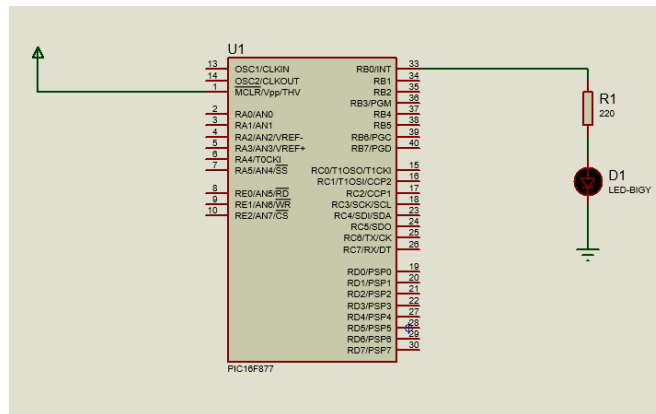 U1
13 OSC1/CLKIN RB0/INT 33
14 OSC2/CLKOUT RB1 34
1 MCLR/Vpp/THV RB2 35
RB3/PGM 36
2 RA0/AN0 RB4 37
3 RA1/AN1 RB5 38
4 RA2/AN2/VREF- RB6/PGC 39
5 RA3/AN3/VREF+ RB7/PGD 40
6 RA4/T0CKI
7 RA5/AN4/SS RC0/T1OSO/T1CKI 15
RC1/T1OSI/CCP2 16
8 RE0/AN5/RD RC2/CCP1 17
9 RE1/AN6/WR RC3/SCK/SCL 18
10 RE2/AN7/CS RC4/SDI/SDA 23
RC5/SDO 24
RC6/TX/CK 25
RC7/RX/DT 26
RD0/PSP0 19
RD1/PSP1 20
RD2/PSP2 21
RD3/PSP3 22
RD4/PSP4 27
RD5/PSP5 28
RD6/PSP6 29
RD7/PSP7 30
PIC16F877
R1
220
D1
LED-BIGY